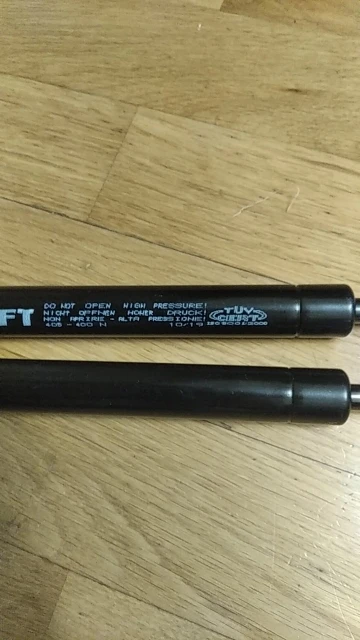 FT
DO NOT OPEN HIGH PRESSURE!
NICHT OFFNEN HOHER DRUCK!
NON APRIRE - ALTA PRESSIONE!
405 - 400 N 10/19
TÜV
CERT
ISO 9001/2008